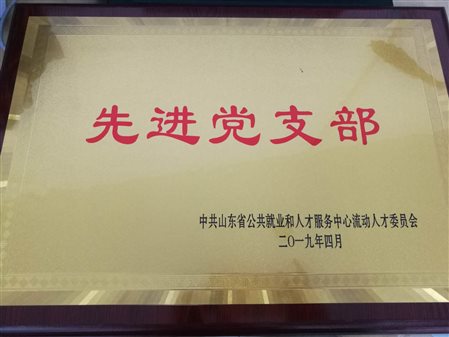 先进党支部
中共山东省公共就业和人才服务中心流动人才委员会
二〇一九年四月